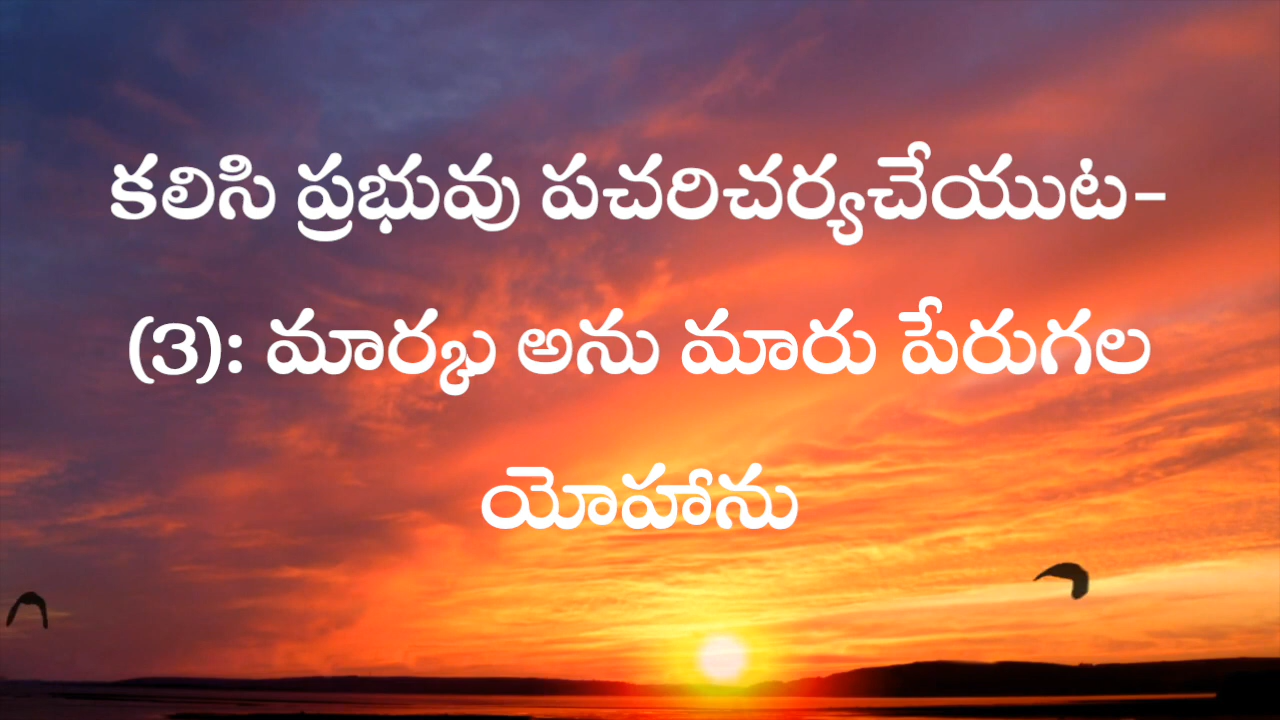 కలిసి ప్రభువు పచరిచర్యచేయుట-
(3): మార్కు అను మారు పేరుగల
యోహాను